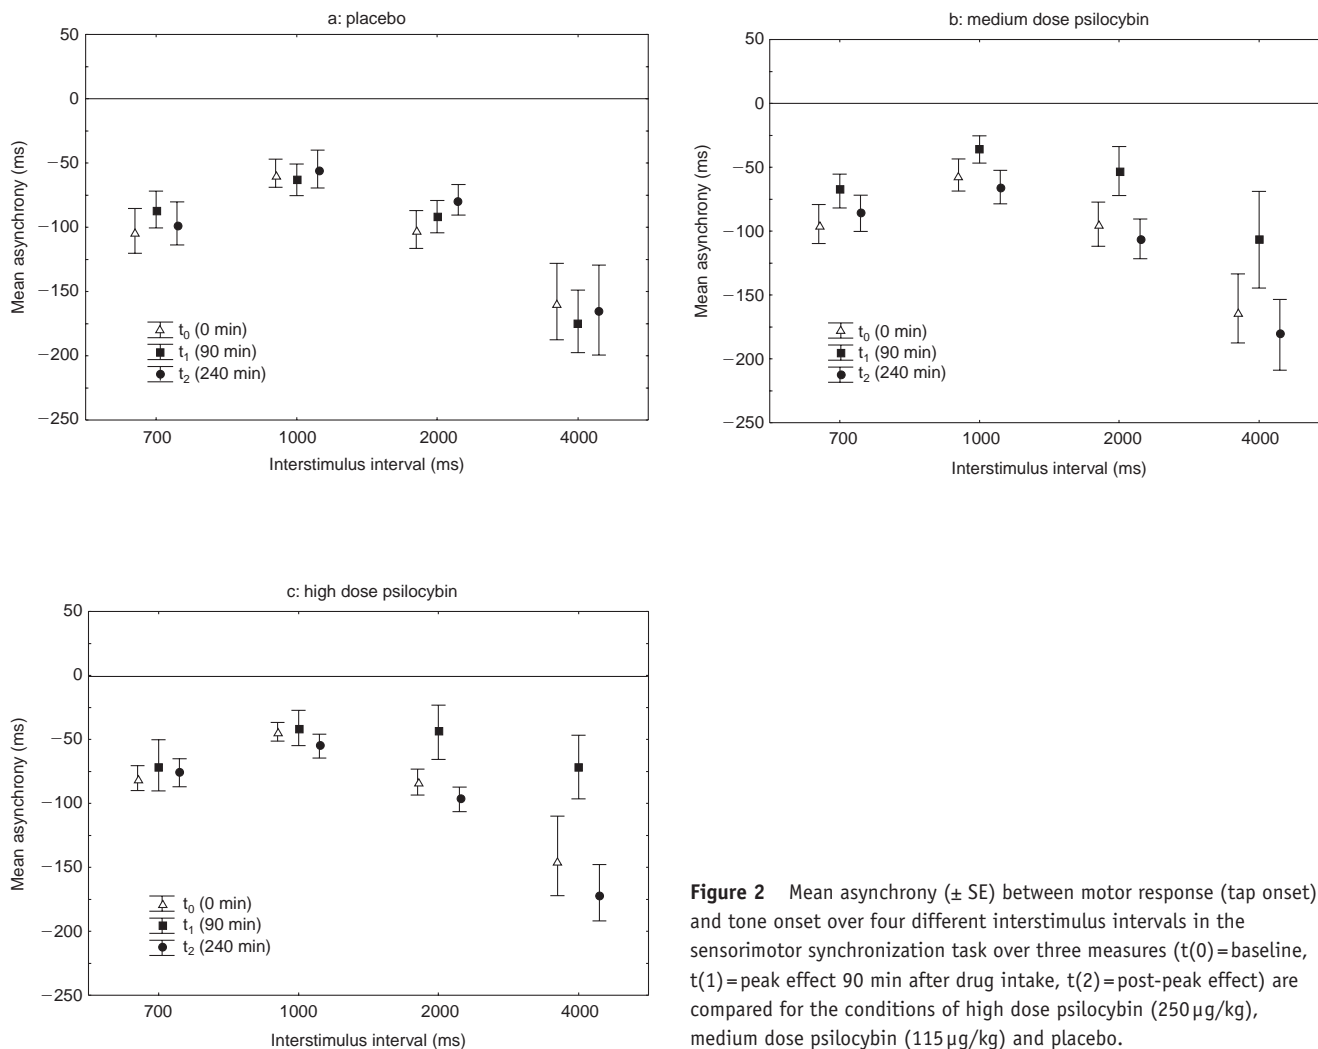 a: placebo
50
0
−50
−100
−150
−200
−250
Mean asynchrony (ms)
t0 (0 min)
t1 (90 min)
t2 (240 min)
700 1000 2000 4000
Interstimulus interval (ms)
b: medium dose psilocybin
50
0
−50
−100
−150
−200
−250
Mean asynchrony (ms)
t0 (0 min)
t1 (90 min)
t2 (240 min)
700 1000 2000 4000
Interstimulus interval (ms)
c: high dose psilocybin
50
0
−50
−100
−150
−200
−250
Mean asynchrony (ms)
t0 (0 min)
t1 (90 min)
t2 (240 min)
700 1000 2000 4000
Interstimulus interval (ms)
Figure 2 Mean asynchrony (± SE) between motor response (tap onset)
and tone onset over four different interstimulus intervals in the
sensorimotor synchronization task over three measures (t(0)=baseline,
t(1)=peak effect 90 min after drug intake, t(2)=post-peak effect) are
compared for the conditions of high dose psilocybin (250 µg/kg),
medium dose psilocybin (115 µg/kg) and placebo.